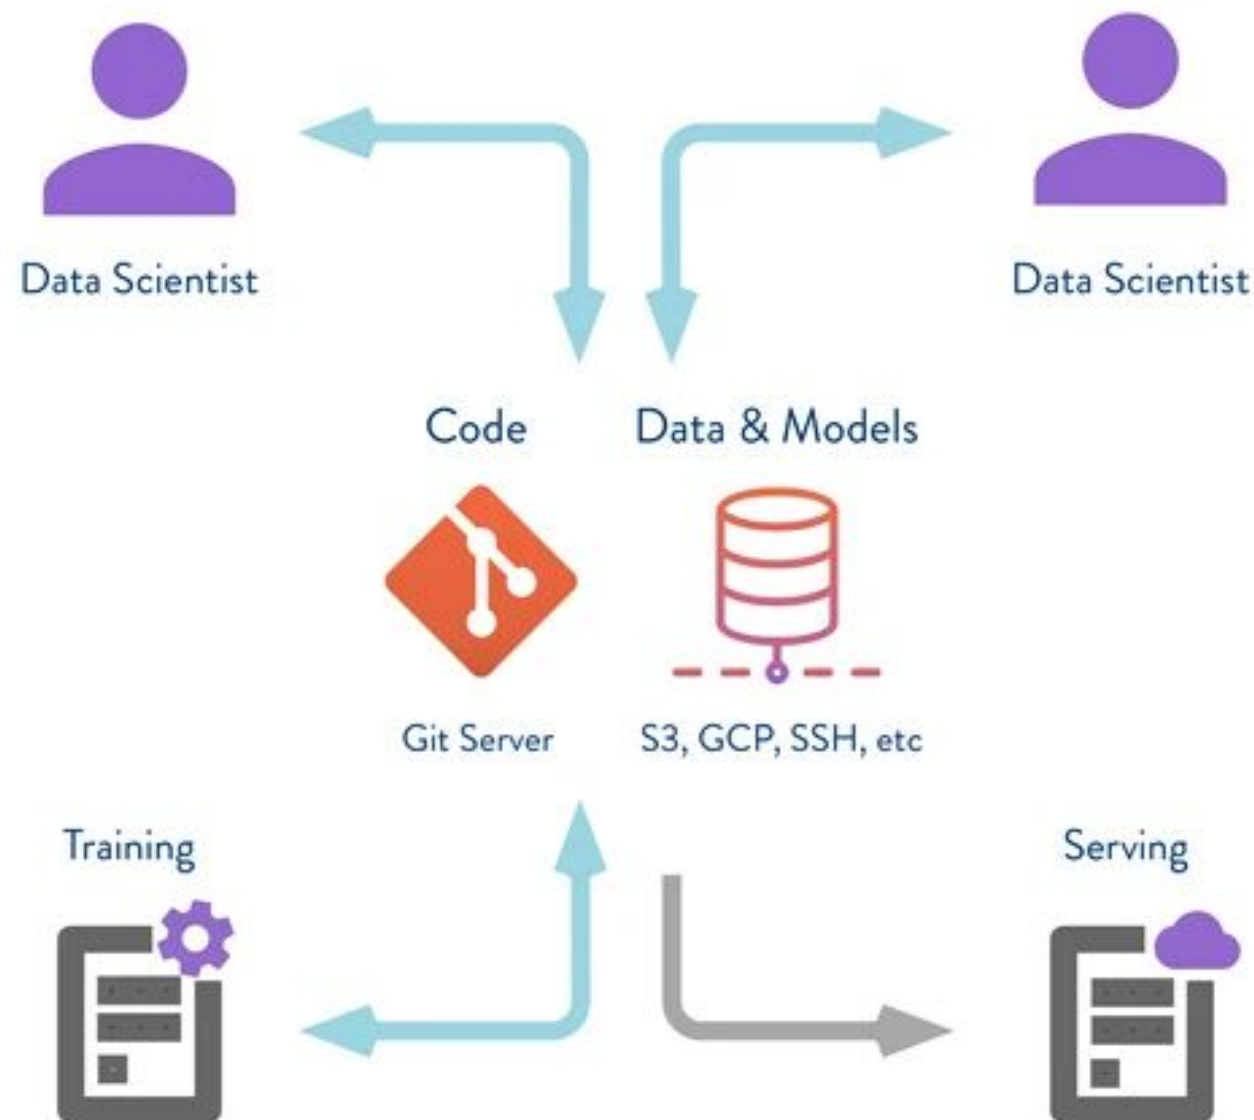 Data Scientist
Data Scientist
Code
Data & Models
Git Server
S3, GCP, SSH, etc
Training
Serving